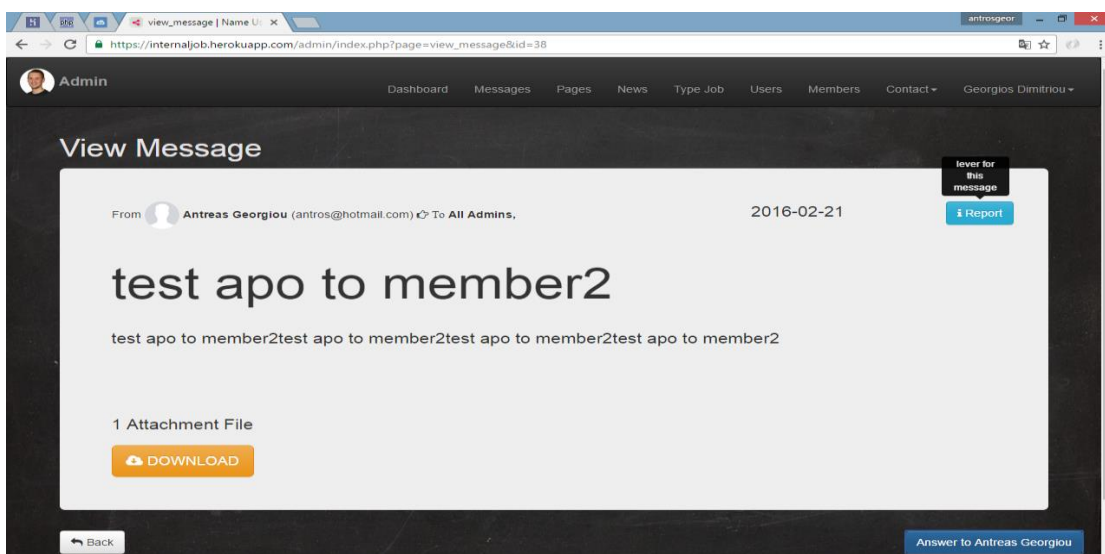 view_message | Name U
antrosgeor
https://internaljob.herokuapp.com/admin/index.php?page=view_message&id=38
Admin
Dashboard Messages Pages News Type Job Users Members Contact Georgios Dimitriou
View Message
lever for
this
message
From Antreas Georgiou (antros@hotmail.com) To All Admins,
2016-02-21
Report
test apo to member2
test apo to member2test apo to member2test apo to member2test apo to member2
1 Attachment File
DOWNLOAD
Back
Answer to Antreas Georgiou